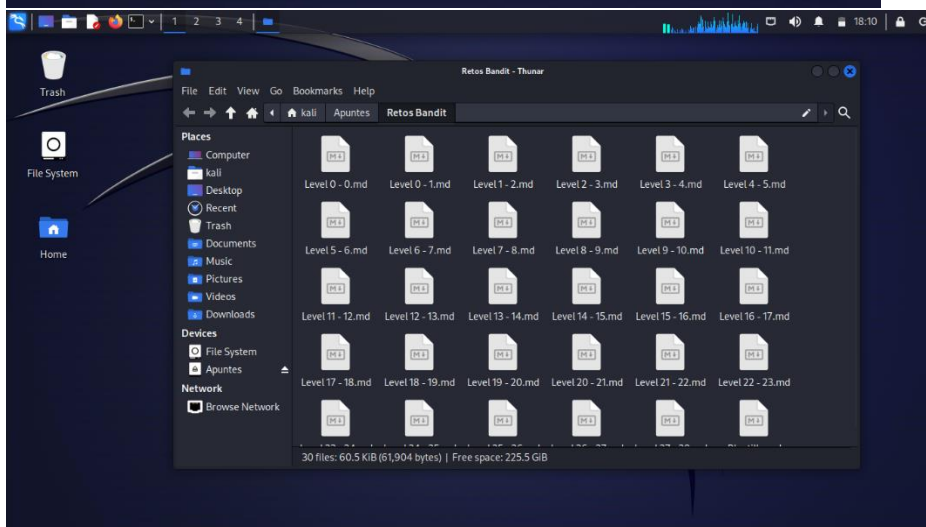 1 2 3 4
18:10
G
Trash
File System
Home
Retos Bandit - Thunar
File Edit View Go Bookmarks Help
kali Apuntes Retos Bandit
Places
Computer
kali
Desktop
Recent
Trash
Documents
Music
Pictures
Videos
Downloads
Devices
File System
Apuntes
Network
Browse Network
Level 0 - 0.md Level 0 - 1.md Level 1 - 2.md Level 2 - 3.md Level 3 - 4.md Level 4 - 5.md
Level 5 - 6.md Level 6 - 7.md Level 7 - 8.md Level 8 - 9.md Level 9 - 10.md Level 10 - 11.md
Level 11 - 12.md Level 12 - 13.md Level 13 - 14.md Level 14 - 15.md Level 15 - 16.md Level 16 - 17.md
Level 17 - 18.md Level 18 - 19.md Level 19 - 20.md Level 20 - 21.md Level 21 - 22.md Level 22 - 23.md
30 files: 60.5 KiB (61,904 bytes) | Free space: 225.5 GiB